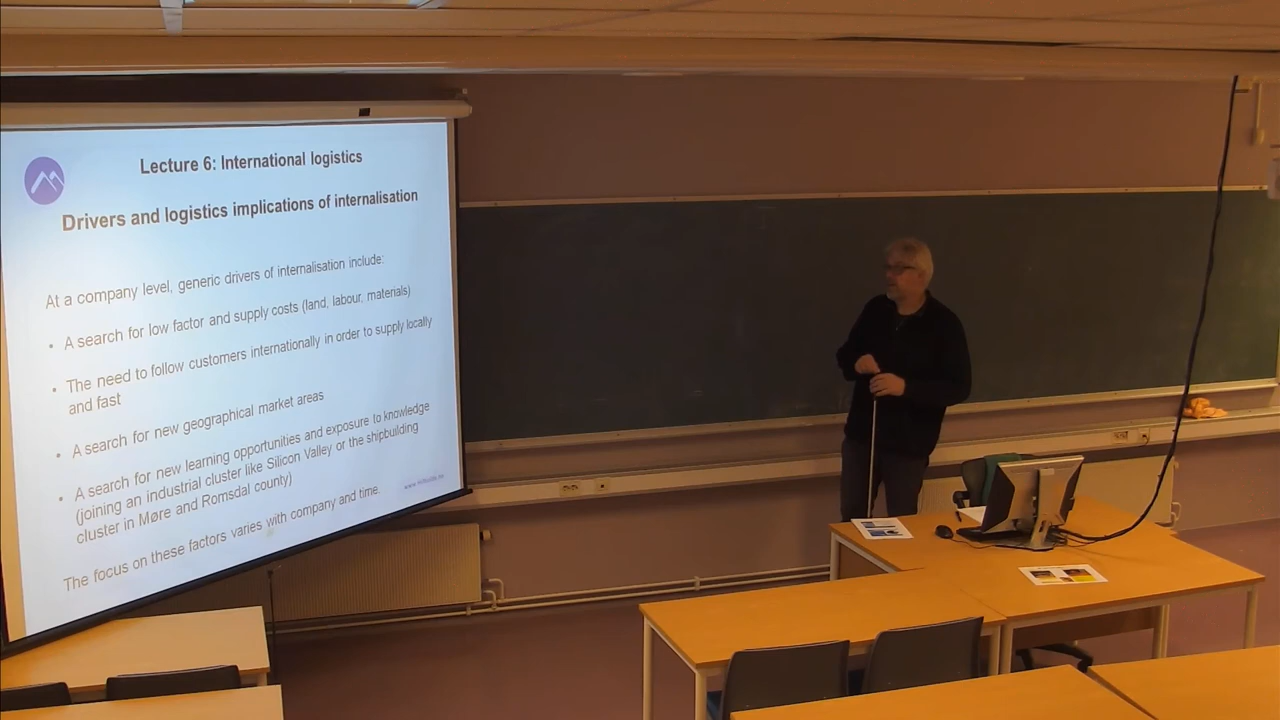 Lecture 6: International logistics
Drivers and logistics implications of internalisation
At a company level, generic drivers of internalisation include:
• A search for low factor and supply costs (land, labour, materials)
• The need to follow customers internationally in order to supply locally
and fast
• A search for new geographical market areas
• A search for new learning opportunities and exposure to knowledge
(joining an industrial cluster like Silicon Valley or the shipbuilding
cluster in Møre and Romsdal county)
The focus on these factors varies with company and time.